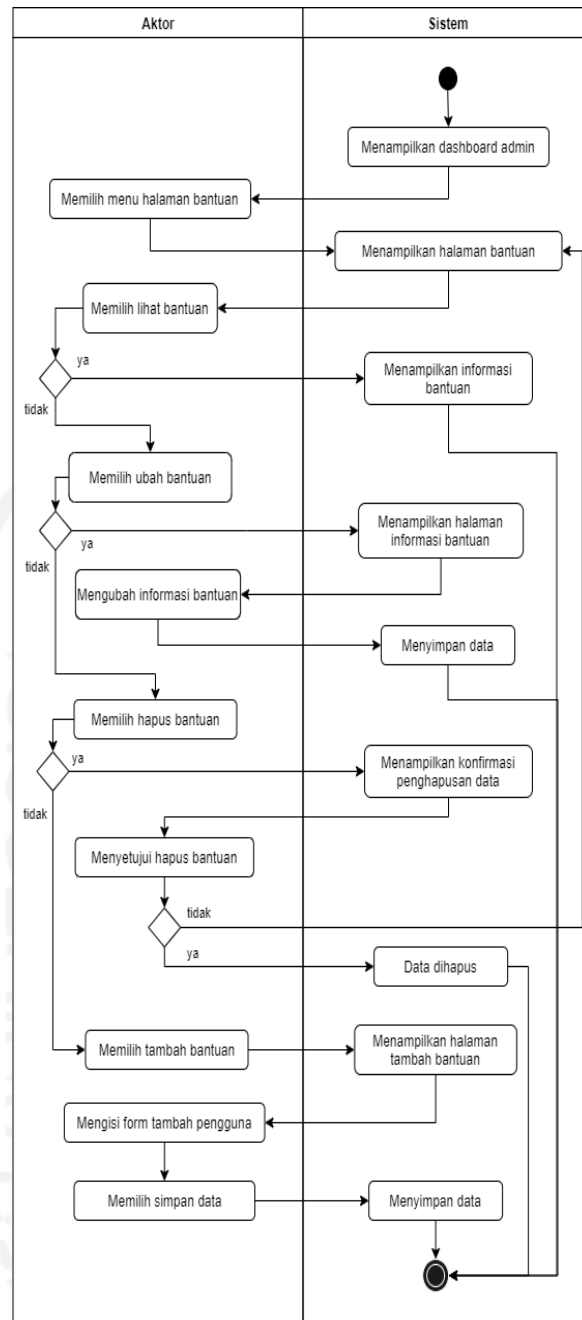 Aktor
Sistem
Menampilkan dashboard admin
Memilih menu halaman bantuan
Menampilkan halaman bantuan
Memilih lihat bantuan
ya
Menampilkan informasi
bantuan
tidak
Memilih ubah bantuan
ya
Menampilkan halaman
informasi bantuan
tidak
Mengubah informasi bantuan
Menyimpan data
Memilih hapus bantuan
ya
Menampilkan konfirmasi
penghapusan data
tidak
Menyetujui hapus bantuan
tidak
ya
Data dihapus
Memilih tambah bantuan
Menampilkan halaman
tambah bantuan
Mengisi form tambah pengguna
Memilih simpan data
Menyimpan data